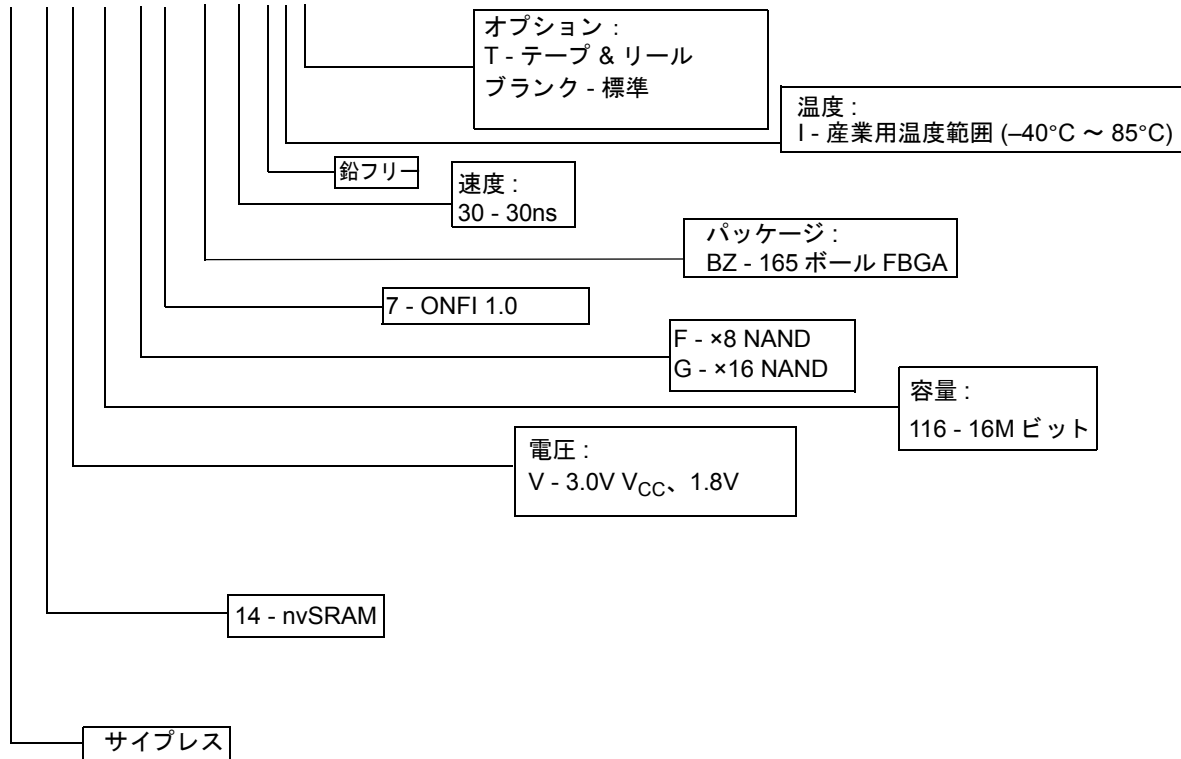 オプション :
T - テープ & リール
ブランク - 標準
温度 :
I - 産業用温度範囲 (–40°C ～ 85°C)
鉛フリー
速度 :
30 - 30ns
パッケージ :
BZ - 165 ボール FBGA
7 - ONFI 1.0
F - ×8 NAND
G - ×16 NAND
容量 :
116 - 16M ビット
電圧 :
V - 3.0V VCC、1.8V
14 - nvSRAM
サイプレス